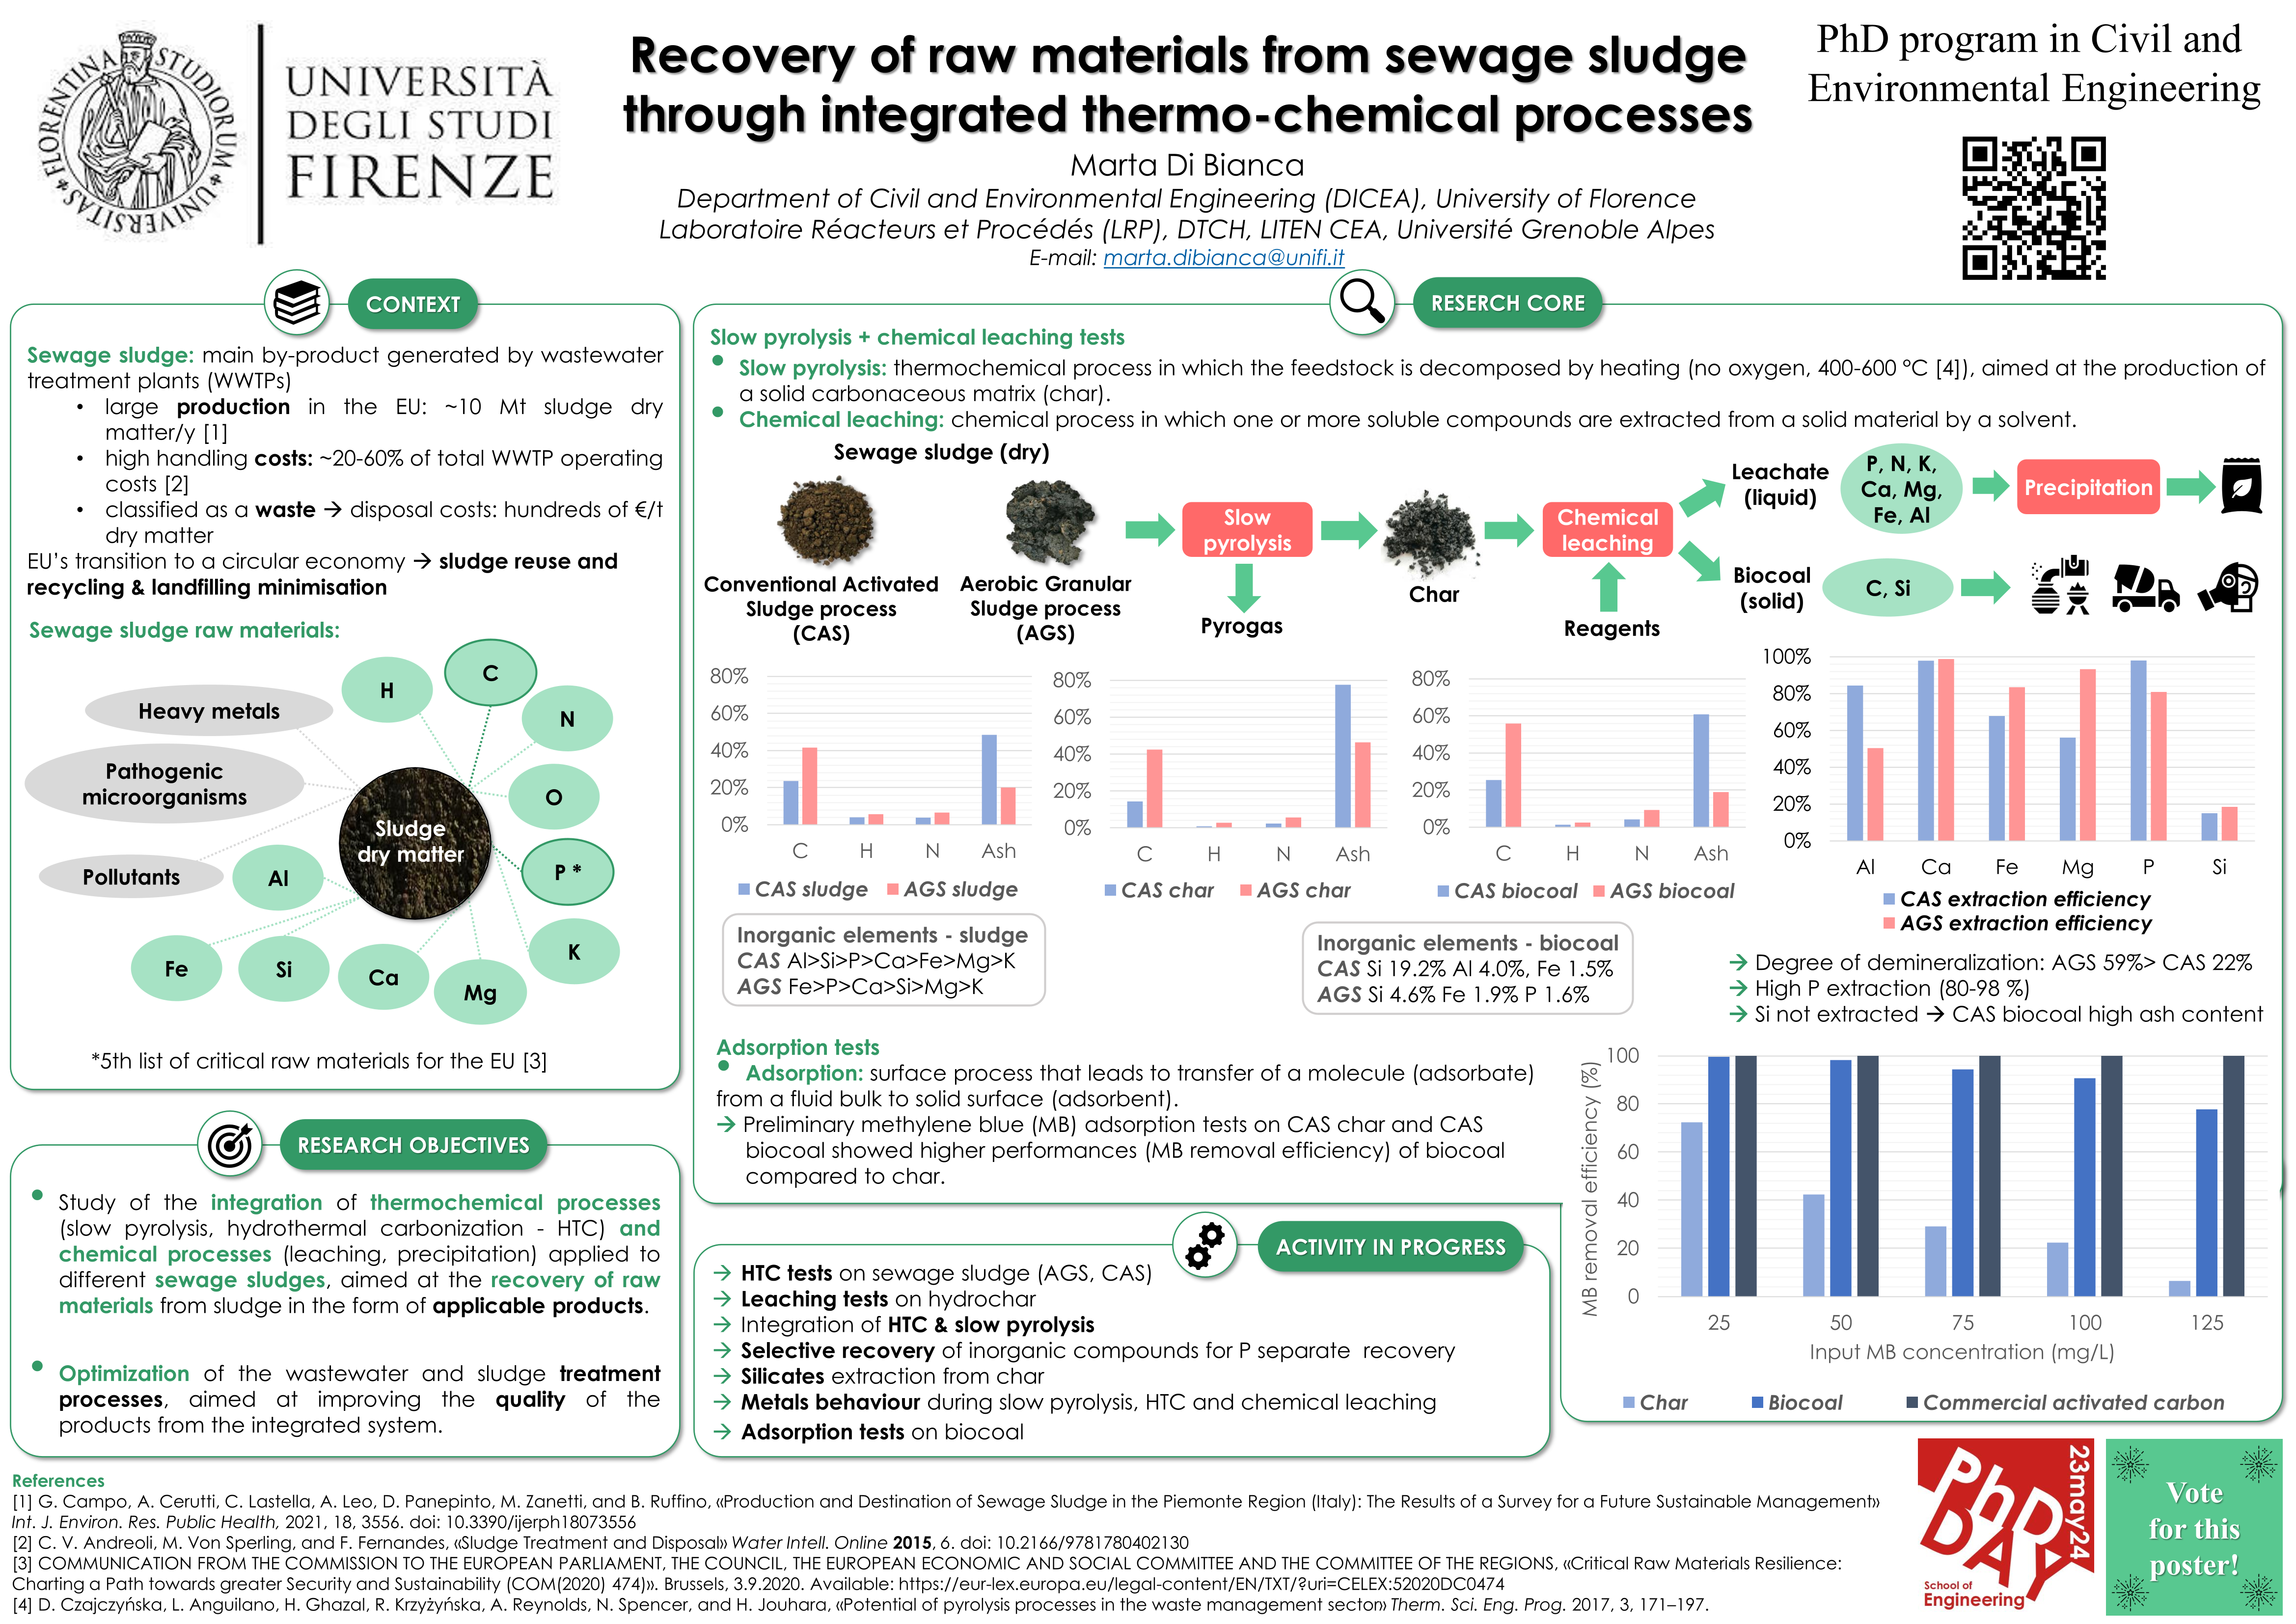 FLORENTINA STUDIORUM UNIVERSITAS
UNIVERSITÀ
DEGLI STUDI
FIRENZE
Recovery of raw materials from sewage sludge
through integrated thermo-chemical processes
Marta Di Bianca
Department of Civil and Environmental Engineering (DICEA), University of Florence
Laboratoire Réacteurs et Procédés (LRP), DTCH, LITEN CEA, Université Grenoble Alpes
E-mail: marta.dibianca@unifi.it
PhD program in Civil and
Environmental Engineering
CONTEXT
Sewage sludge: main by-product generated by wastewater
treatment plants (WWTPs)
• large production in the EU: ~10 Mt sludge dry
matter/y [1]
• high handling costs: ~20-60% of total WWTP operating
costs [2]
• classified as a waste → disposal costs: hundreds of €/t
dry matter
EU's transition to a circular economy → sludge reuse and
recycling & landfilling minimisation
Sewage sludge raw materials:
H
C
N
Heavy metals
Pathogenic
microorganisms
O
Sludge
dry matter
Pollutants
Al
P *
Fe
Si
Ca
Mg
K
*5th list of critical raw materials for the EU [3]
RESEARCH OBJECTIVES
• Study of the integration of thermochemical processes
(slow pyrolysis, hydrothermal carbonization - HTC) and
chemical processes (leaching, precipitation) applied to
different sewage sludges, aimed at the recovery of raw
materials from sludge in the form of applicable products.
• Optimization of the wastewater and sludge treatment
processes, aimed at improving the quality of the
products from the integrated system.
RESERCH CORE
Slow pyrolysis + chemical leaching tests
• Slow pyrolysis: thermochemical process in which the feedstock is decomposed by heating (no oxygen, 400-600 °C [4]), aimed at the production of
a solid carbonaceous matrix (char).
• Chemical leaching: chemical process in which one or more soluble compounds are extracted from a solid material by a solvent.
Sewage sludge (dry)
Conventional Activated
Sludge process
(CAS)
Aerobic Granular
Sludge process
(AGS)
Slow
pyrolysis
Pyrogas
Char
Chemical
leaching
Reagents
Leachate
(liquid)
P, N, K,
Ca, Mg,
Fe, Al
Precipitation
Biocoal
(solid)
C, Si
80%
60%
40%
20%
0%
C H N Ash
CAS sludge AGS sludge
80%
60%
40%
20%
0%
C H N Ash
CAS char AGS char
80%
60%
40%
20%
0%
C H N Ash
CAS biocoal AGS biocoal
100%
80%
60%
40%
20%
0%
Al Ca Fe Mg P Si
CAS extraction efficiency
AGS extraction efficiency
Inorganic elements - sludge
CAS Al>Si>P>Ca>Fe>Mg>K
AGS Fe>P>Ca>Si>Mg>K
Inorganic elements - biocoal
CAS Si 19.2% Al 4.0%, Fe 1.5%
AGS Si 4.6% Fe 1.9% P 1.6%
→ Degree of demineralization: AGS 59%> CAS 22%
→ High P extraction (80-98 %)
→ Si not extracted → CAS biocoal high ash content
Adsorption tests
• Adsorption: surface process that leads to transfer of a molecule (adsorbate)
from a fluid bulk to solid surface (adsorbent).
→ Preliminary methylene blue (MB) adsorption tests on CAS char and CAS
biocoal showed higher performances (MB removal efficiency) of biocoal
compared to char.
MB removal efficiency (%)
100
80
60
40
20
0
25 50 75 100 125
Input MB concentration (mg/L)
Char Biocoal Commercial activated carbon
ACTIVITY IN PROGRESS
→ HTC tests on sewage sludge (AGS, CAS)
→ Leaching tests on hydrochar
→ Integration of HTC & slow pyrolysis
→ Selective recovery of inorganic compounds for P separate recovery
→ Silicates extraction from char
→ Metals behaviour during slow pyrolysis, HTC and chemical leaching
→ Adsorption tests on biocoal
References
[1] G. Campo, A. Cerutti, C. Lastella, A. Leo, D. Panepinto, M. Zanetti, and B. Ruffino, «Production and Destination of Sewage Sludge in the Piemonte Region (Italy): The Results of a Survey for a Future Sustainable Management»
Int. J. Environ. Res. Public Health, 2021, 18, 3556. doi: 10.3390/ijerph18073556
[2] C. V. Andreoli, M. Von Sperling, and F. Fernandes, «Sludge Treatment and Disposal» Water Intell. Online 2015, 6. doi: 10.2166/9781780402130
[3] COMMUNICATION FROM THE COMMISSION TO THE EUROPEAN PARLIAMENT, THE COUNCIL, THE EUROPEAN ECONOMIC AND SOCIAL COMMITTEE AND THE COMMITTEE OF THE REGIONS, «Critical Raw Materials Resilience:
Charting a Path towards greater Security and Sustainability (COM(2020) 474)». Brussels, 3.9.2020. Available: https://eur-lex.europa.eu/legal-content/EN/TXT/?uri=CELEX:52020DC0474
[4] D. Czajczyńska, L. Anguilano, H. Ghazal, R. Krzyżyńska, A. Reynolds, N. Spencer, and H. Jouhara, «Potential of pyrolysis processes in the waste management sector» Therm. Sci. Eng. Prog. 2017, 3, 171–197.
PhD
DAY
23may24
School of
Engineering
Vote
for this
poster!